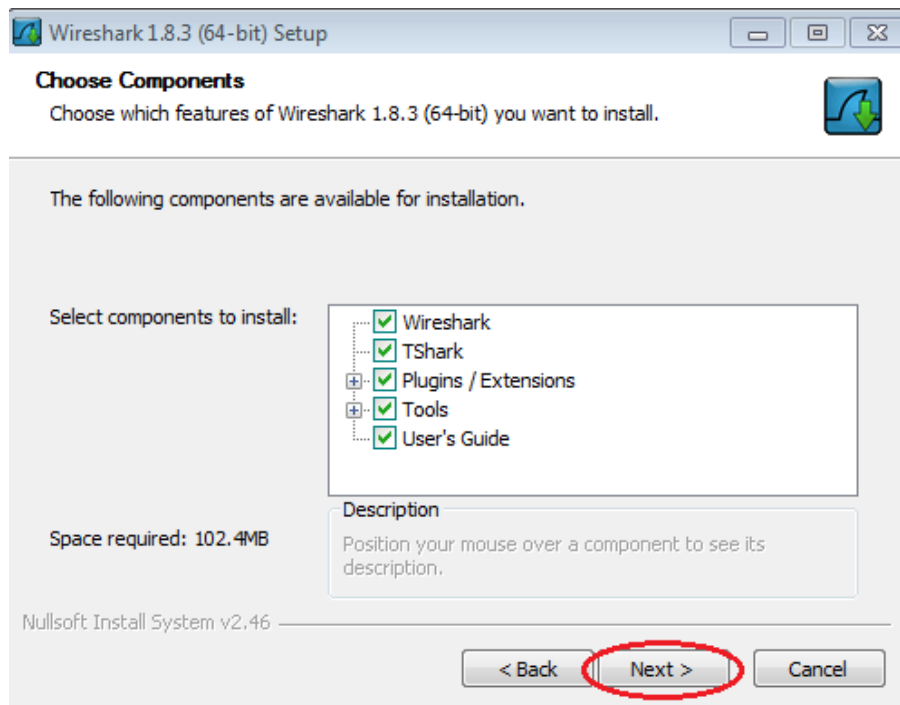 Wireshark 1.8.3 (64-bit) Setup
Choose Components
Choose which features of Wireshark 1.8.3 (64-bit) you want to install.
The following components are available for installation.
Select components to install:
Wireshark
TShark
Plugins / Extensions
Tools
User's Guide
Space required: 102.4MB
Description
Position your mouse over a component to see its
description.
Nullsoft Install System v2.46
< Back
Next >
Cancel